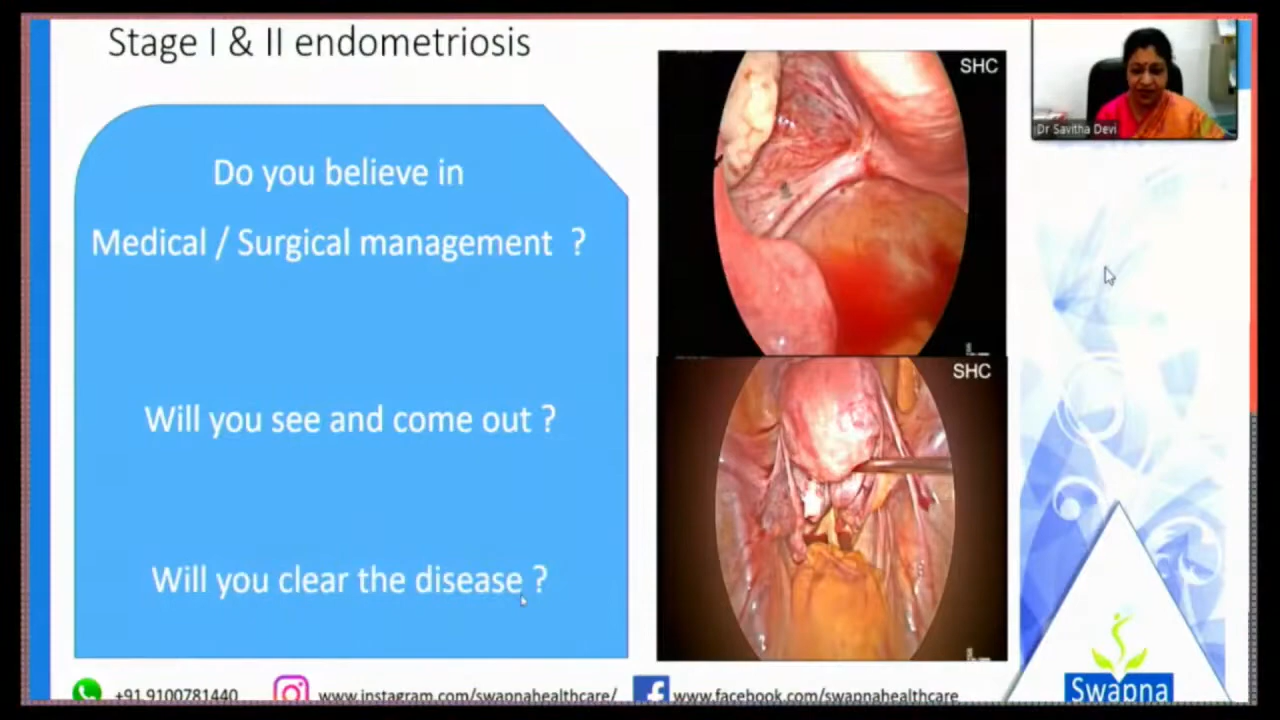 Stage I & II endometriosis
SHC
Dr Savitha Devi
Do you believe in
Medical / Surgical management ?
SHC
Will you see and come out ?
Will you clear the disease ?
+91 9100781440
www.instagram.com/swapnahealthcare/
www.facebook.com/swapnahealthcare
Swapna